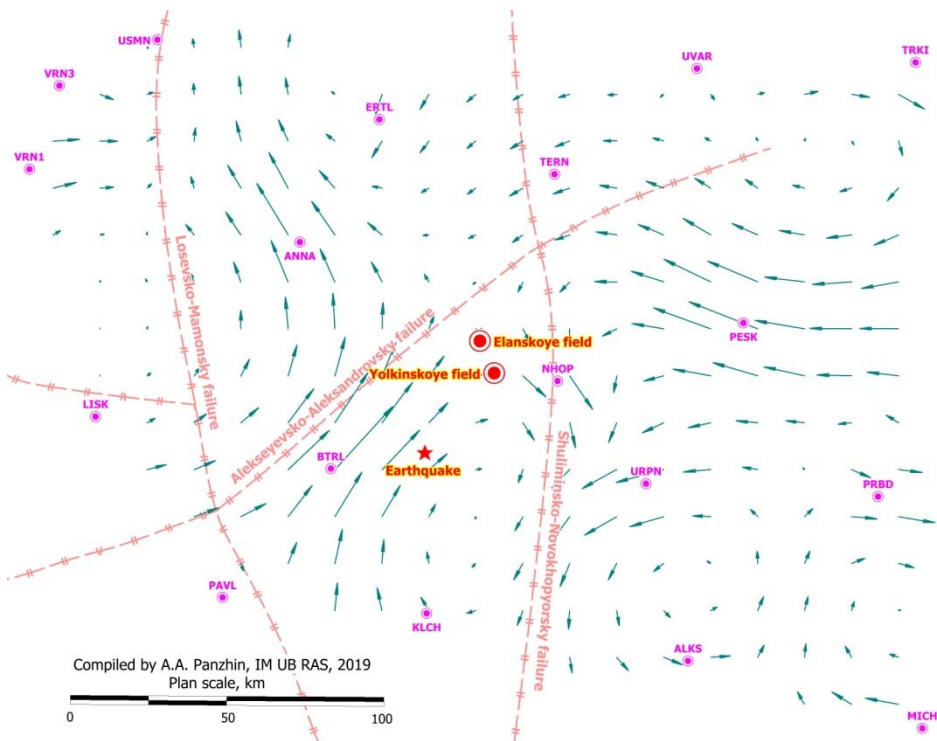 USMN
UVAR
TRKI
VRN3
ERTL
VRN1
TERN
ANNA
Losevsko-Mamonsky failure
Alekseyevsko-Aleksandrovsky failure
PESK
Elanskoye field
Yolkinskoye field
NHOP
LISK
BTRL
Earthquake
URPN
PRBD
Shuliminsko-Novokhopyorsky failure
PAVL
KLCH
ALKS
MICH
Compiled by A.A. Panzhin, IM UB RAS, 2019
Plan scale, km
0 50 100